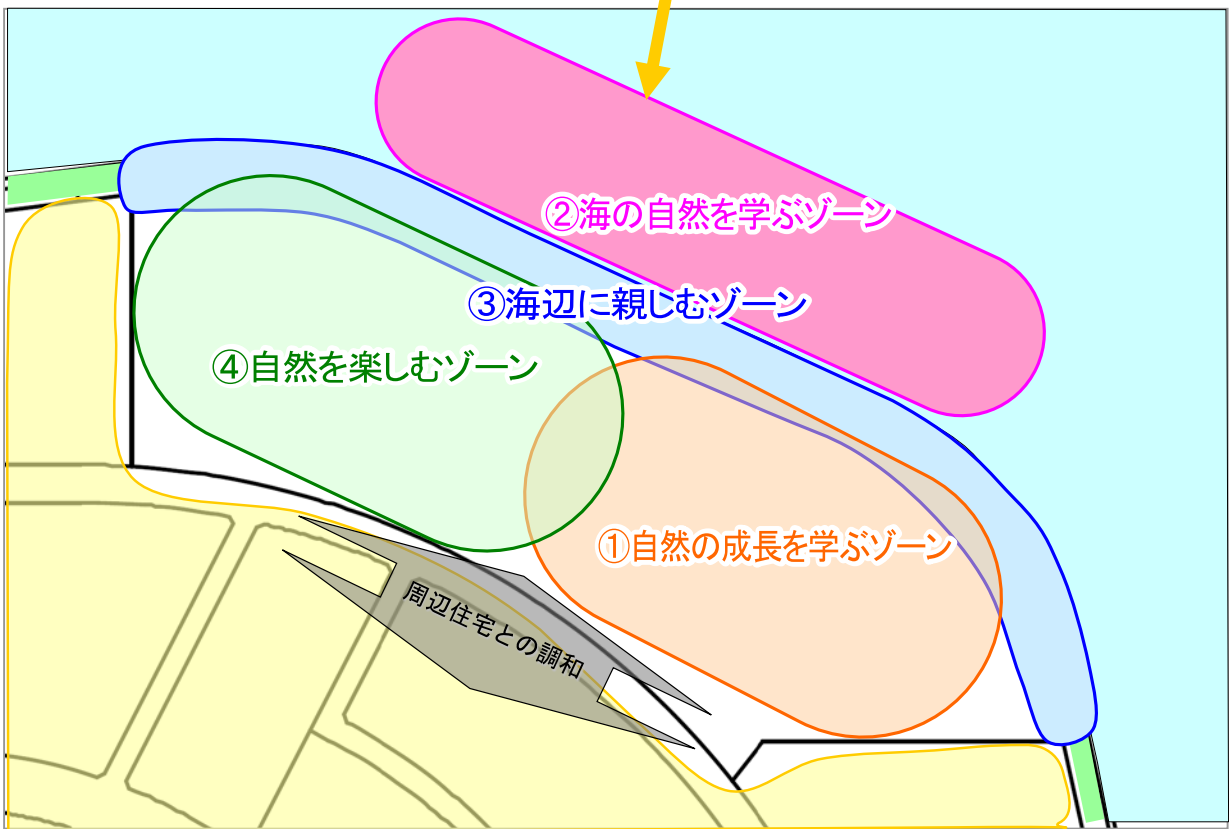 ②海の自然を学ぶゾーン
③海辺に親しむゾーン
④自然を楽しむゾーン
①自然の成長を学ぶゾーン
周辺住宅との調和